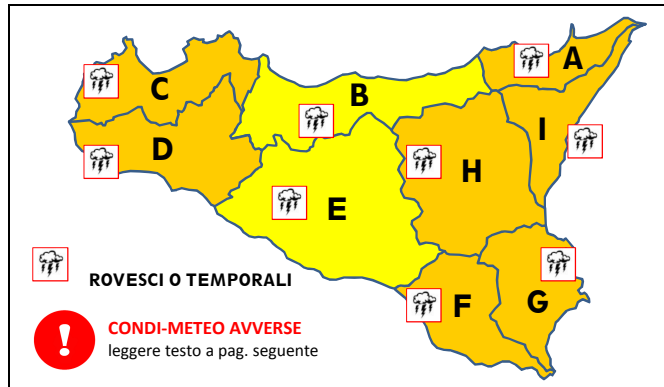 A
B
C
I
D
H
E
F
G
ROVESCI O TEMPORALI
!
CONDI-METEO AVVERSE
leggere testo a pag. seguente